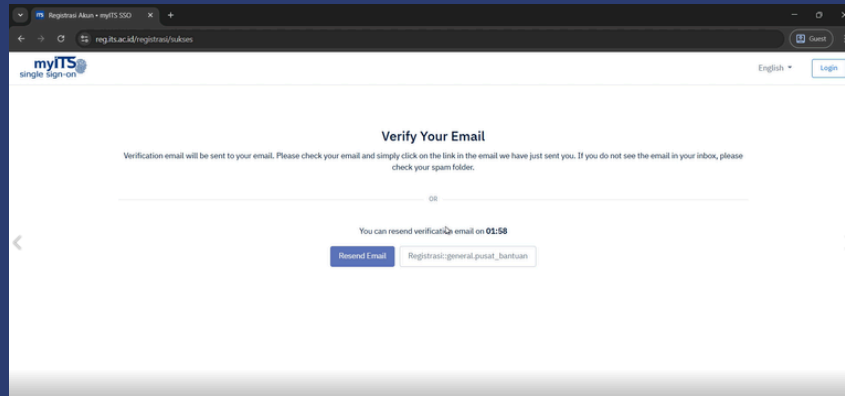 ITS Registrasi Akun • myITS SSO
reg.its.ac.id/registrasi/sukses
Guest
myITS
single sign-on
English
Login
Verify Your Email
Verification email will be sent to your email. Please check your email and simply click on the link in the email we have just sent you. If you do not see the email in your inbox, please
check your spam folder.
OR
You can resend verification email on 01:58
Resend Email
Registrasi::general.pusat_bantuan